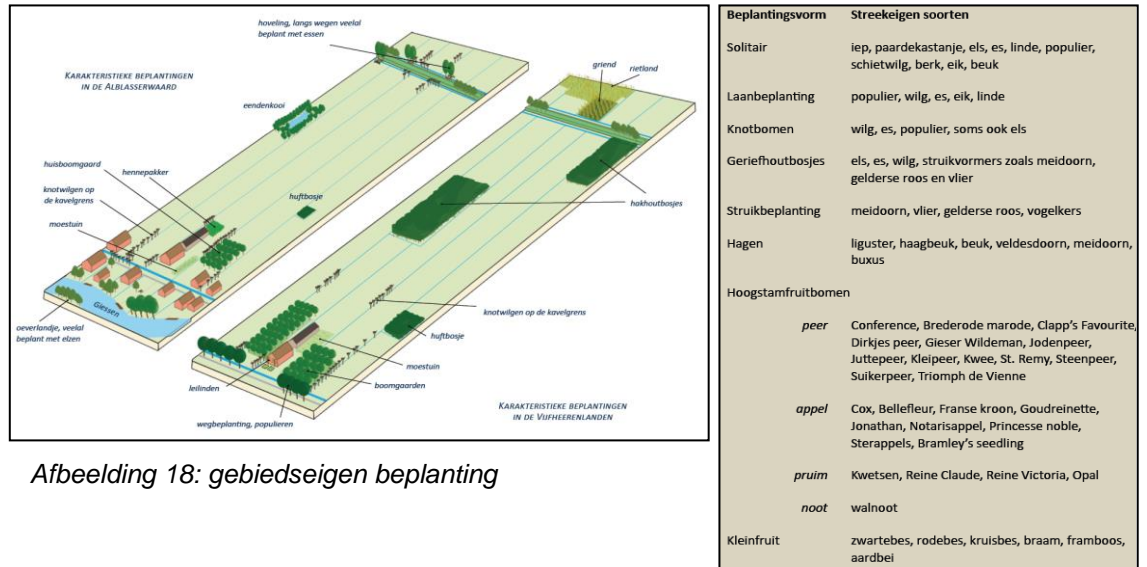 hoveling, langs wegen veelal
beplant met essen
KARAKTERISTIEKE BEPLANTINGEN
IN DE ALBLASSERWAARD
eendenkooi
griend
rietland
huisboomgaard
hennepakker
knotwilgen op
de kavelgrens
huftbosje
hakhoutbosjes
moestuin
Giessen
oeverlandje, veelal
beplant met elzen
knotwilgen op de kavelgrens
huftbosje
moestuin
leilinden
boomgaarden
KARAKTERISTIEKE BEPLANTINGEN
IN DE VIJFHEERENLANDEN
wegbeplanting, populieren
Afbeelding 18: gebiedseigen beplanting
Beplantingsvorm Streekeigen soorten
Solitair iep, paardekastanje, els, es, linde, populier,
schietwilg, berk, eik, beuk
Laanbeplanting populier, wilg, es, eik, linde
Knotbomen wilg, es, populier, soms ook els
Geriefhoutbosjes els, es, wilg, struikvormers zoals meidoorn,
gelderse roos en vlier
Struikbeplanting meidoorn, vlier, gelderse roos, vogelkers
Hagen liguster, haagbeuk, beuk, veldesdoorn, meidoorn,
buxus
Hoogstamfruitbomen
peer Conference, Brederode marode, Clapp's Favourite,
Dirkjes peer, Gieser Wildeman, Jodenpeer,
Juttepeer, Kleipeer, Kwee, St. Remy, Steenpeer,
Suikerpeer, Triomph de Vienne
appel Cox, Bellefleur, Franse kroon, Goudreinette,
Jonathan, Notarisappel, Princesse noble,
Sterappels, Bramley's seedling
pruim Kwetsen, Reine Claude, Reine Victoria, Opal
noot walnoot
Kleinfruit zwartebes, rodebes, kruisbes, braam, framboos,
aardbei